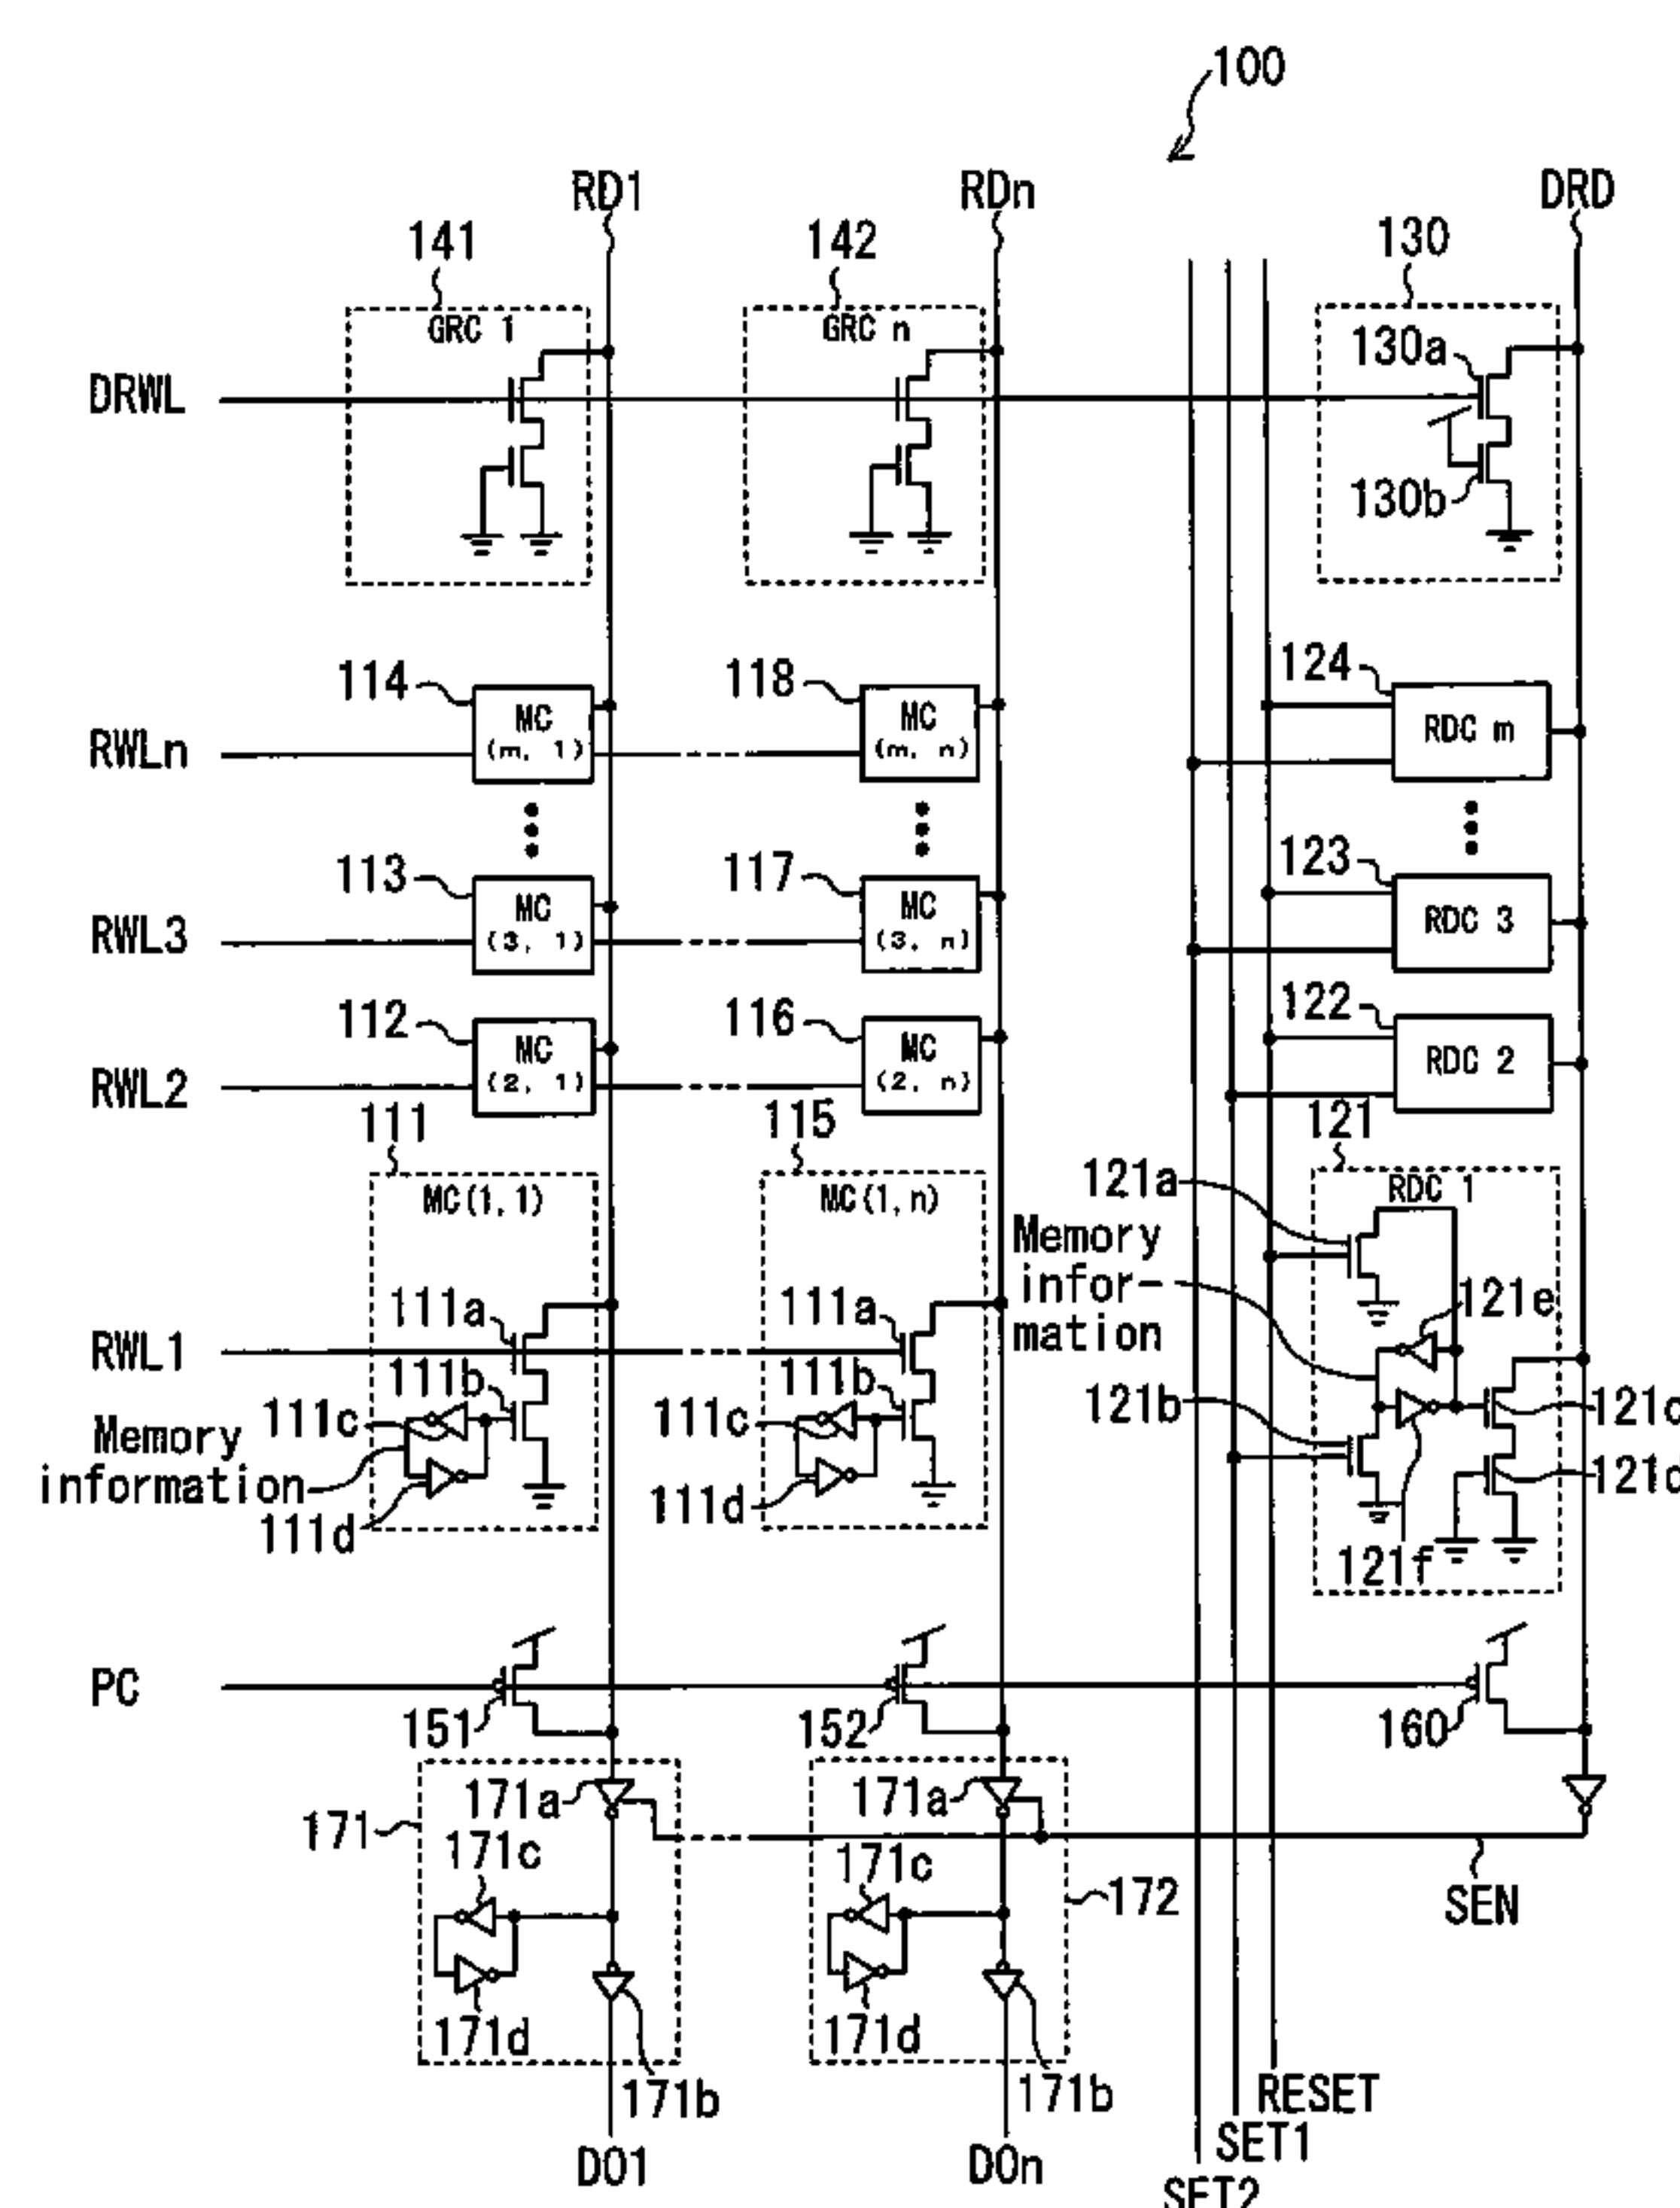 100
RD1
RDn
DRD
141
142
130
GRC 1
GRC n
130a
DRWL
130b
114
118
124
MC
(m, 1)
MC
(m, n)
RDC m
RWLn
113
117
123
MC
(3, 1)
MC
(3, n)
RDC 3
RWL3
112
116
122
MC
(2, 1)
MC
(2, n)
RDC 2
RWL2
111
115
121
MC(1,1)
MC(1,n)
121a
RDC 1
Memory
infor-
mation
111a
111a
121e
RWL1
111b
111b
121b
111c
111c
Memory
information
111d
111d
121f
PC
151
152
160
171a
171a
171
171c
171c
172
SEN
171d
171d
171b
171b
RESET
SET1
SET2
DO1
DOn